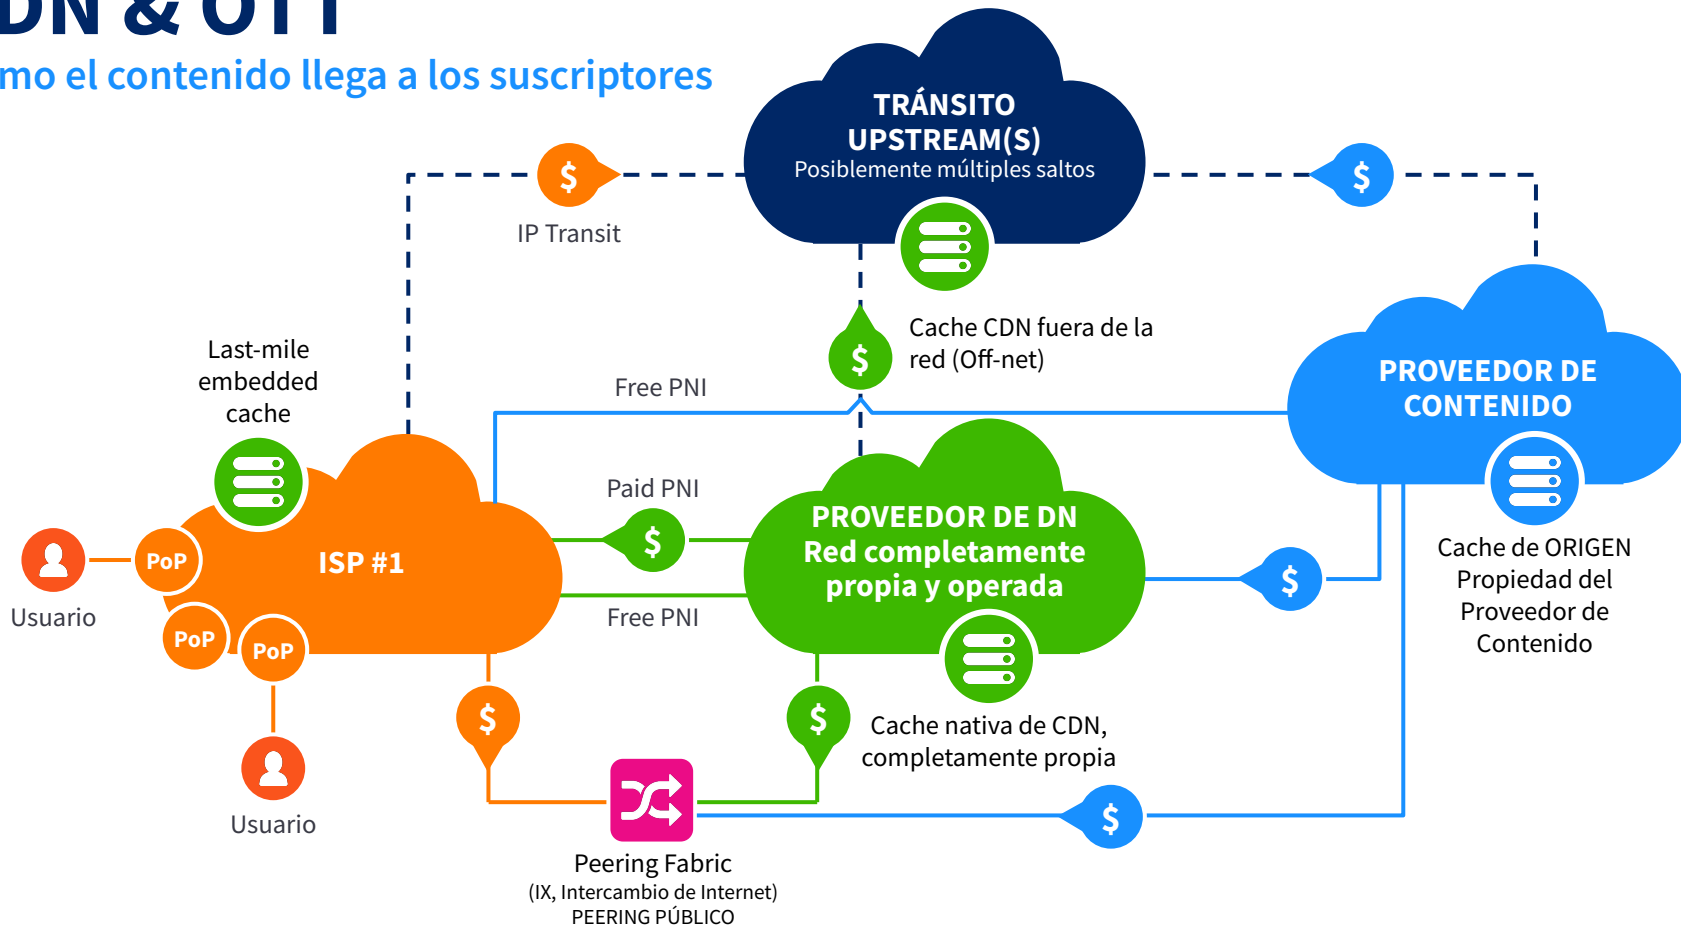 DN & OTT
mo el contenido llega a los suscriptores
TRÁNSITO
UPSTREAM(S)
Posiblemente múltiples saltos
$
$
IP Transit
Cache CDN fuera de la
red (Off-net)
$
Last-mile
embedded
cache
Free PNI
PROVEEDOR DE
CONTENIDO
Paid PNI
$
PROVEEDOR DE DN
Red completamente
propia y operada
ISP #1
PoP
Usuario
Free PNI
$
Cache de ORIGEN
Propiedad del
Proveedor de
Contenido
PoP
PoP
$
$
Cache nativa de CDN,
completamente propia
Usuario
$
Peering Fabric
(IX, Intercambio de Internet)
PEERING PÚBLICO